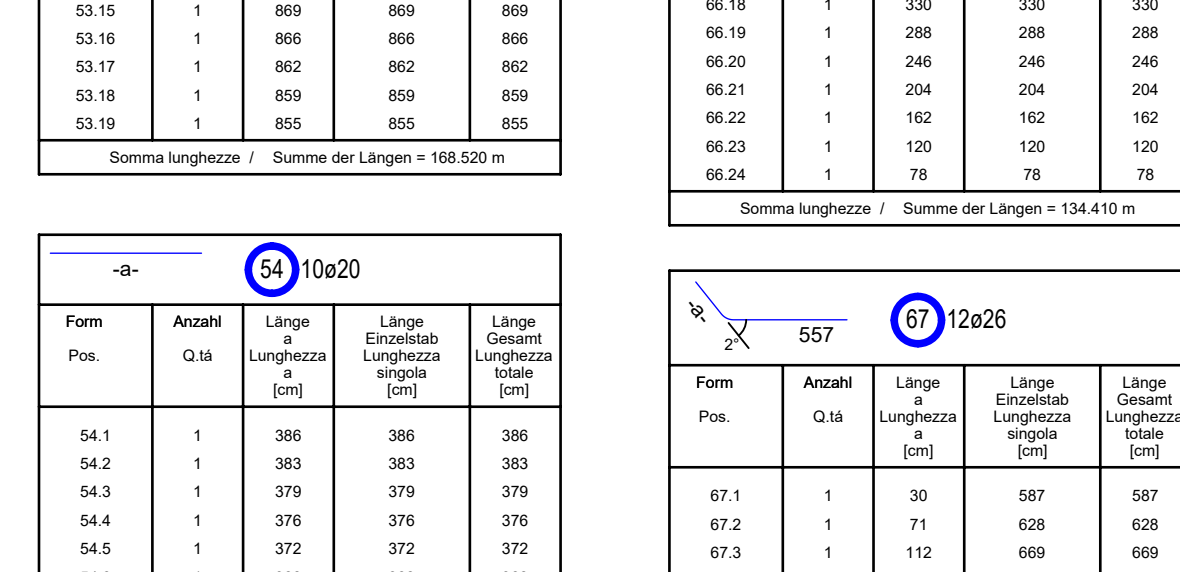 53.15 1 869 869 869
53.16 1 866 866 866
53.17 1 862 862 862
53.18 1 859 859 859
53.19 1 855 855 855
Somma lunghezze / Summe der Längen = 168.520 m
-a- 54 10ø20
Form Anzahl Länge Länge Länge
a Einzelstab Gesamt
Pos. Q.tá Lunghezza Lunghezza Lunghezza
a singola totale
[cm] [cm] [cm]
54.1 1 386 386 386
54.2 1 383 383 383
54.3 1 379 379 379
54.4 1 376 376 376
54.5 1 372 372 372
66.18 1 330 330 330
66.19 1 288 288 288
66.20 1 246 246 246
66.21 1 204 204 204
66.22 1 162 162 162
66.23 1 120 120 120
66.24 1 78 78 78
Somma lunghezze / Summe der Längen = 134.410 m
-a- 2° 557 67 12ø26
Form Anzahl Länge Länge Länge
a Einzelstab Gesamt
Pos. Q.tá Lunghezza Lunghezza Lunghezza
a singola totale
[cm] [cm] [cm]
67.1 1 30 587 587
67.2 1 71 628 628
67.3 1 112 669 669